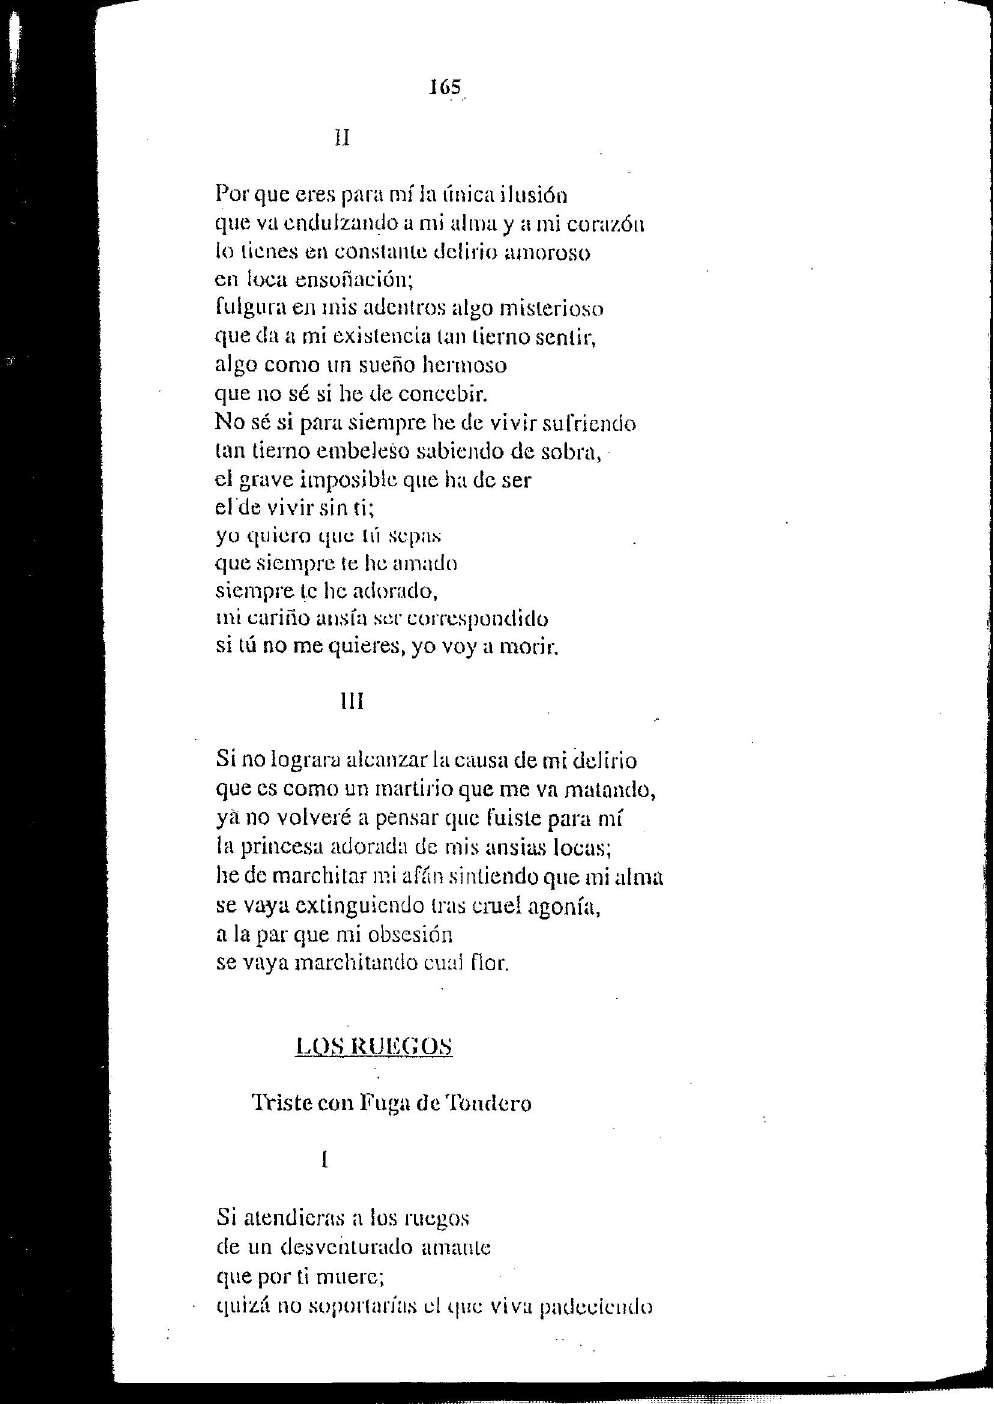 165
II
Por que eres para mí la única ilusión
que va endulzando a mi alma y a mi corazón
lo tienes en constante delirio amoroso
en loca ensoñación;
fulgura en mis adentros algo misterioso
que da a mi existencia tan tierno sentir,
algo como un sueño hermoso
que no sé si he de concebir.
No sé si para siempre he de vivir sufriendo
tan tierno embeleso sabiendo de sobra,
el grave imposible que ha de ser
el de vivir sin ti;
yo quiero que tú sepas
que siempre te he amado
siempre te he adorado,
mi cariño ansía ser correspondido
si tú no me quieres, yo voy a morir.
III
Si no lograra alcanzar la causa de mi delirio
que es como un martirio que me va matando,
ya no volveré a pensar que fuiste para mí
la princesa adorada de mis ansias locas;
he de marchitar mi afán sintiendo que mi alma
se vaya extinguiendo tras cruel agonía,
a la par que mi obsesión
se vaya marchitando cual flor.
LOS RUEGOS
Triste con Fuga de Tondero
I
Si atendieras a los ruegos
de un desventurado amante
que por ti muere;
quizá no soportarías el que viva padeciendo